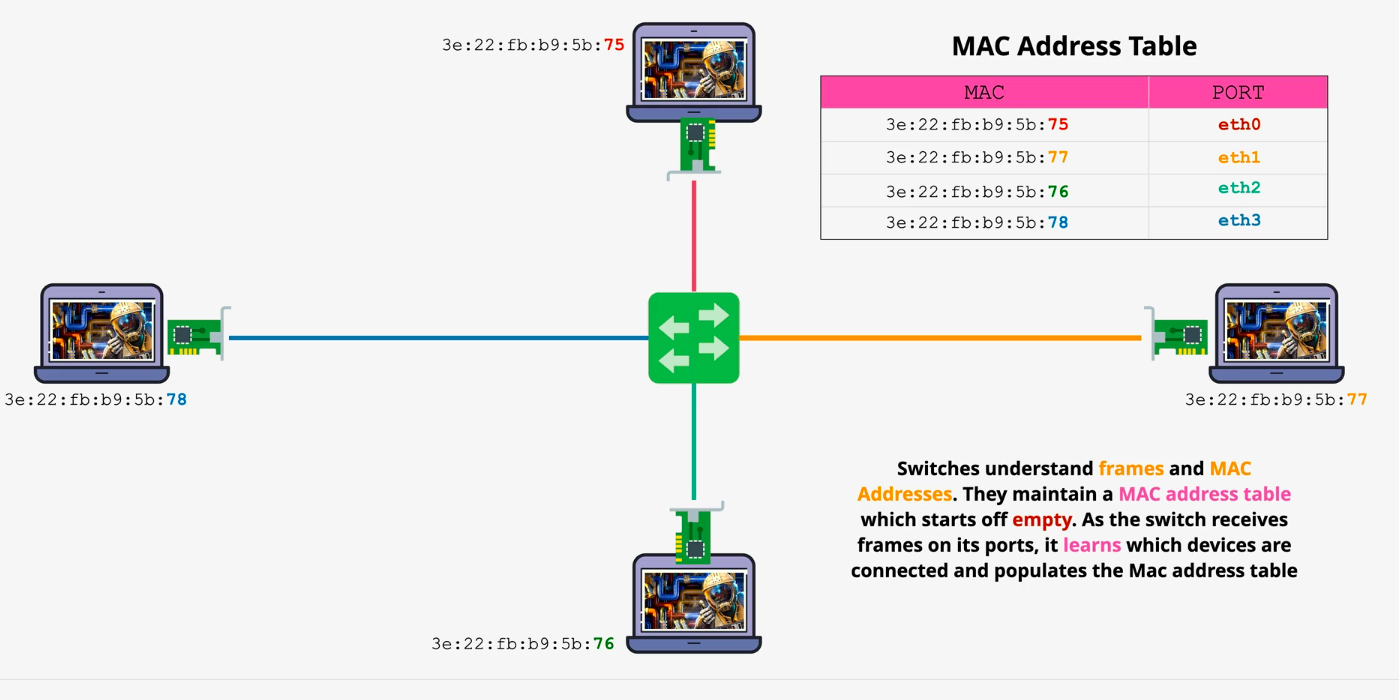 3e:22:fb:b9:5b:75
MAC Address Table
MAC PORT
3e:22:fb:b9:5b:75 eth0
3e:22:fb:b9:5b:77 eth1
3e:22:fb:b9:5b:76 eth2
3e:22:fb:b9:5b:78 eth3
3e:22:fb:b9:5b:78
3e:22:fb:b9:5b:77
Switches understand frames and MAC
Addresses. They maintain a MAC address table
which starts off empty. As the switch receives
frames on its ports, it learns which devices are
connected and populates the Mac address table
3e:22:fb:b9:5b:76